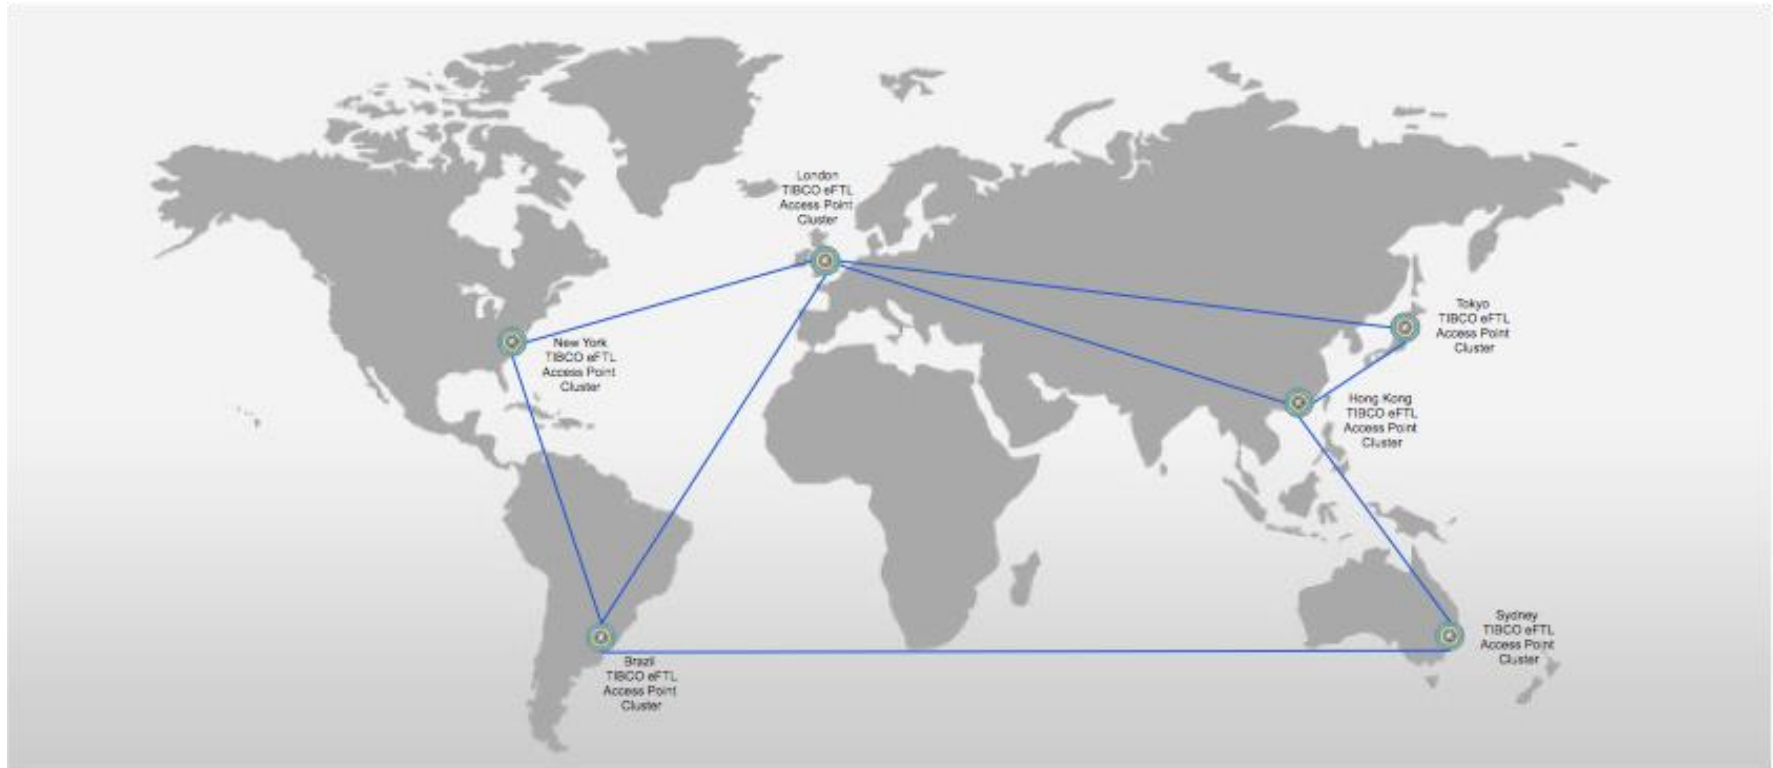 London
TIBCO eFTL
Access Point
Cluster
New York
TIBCO eFTL
Access Point
Cluster
Tokyo
TIBCO eFTL
Access Point
Cluster
Hong Kong
TIBCO eFTL
Access Point
Cluster
Sydney
TIBCO eFTL
Access Point
Cluster
Brazil
TIBCO eFTL
Access Point
Cluster